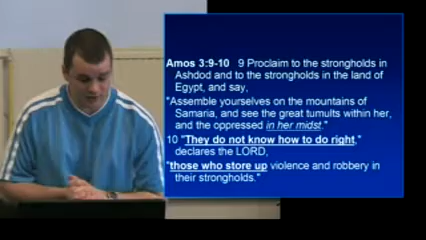 Amos 3:9-10   9 Proclaim to the strongholds in
Ashdod and to the strongholds in the land of
Egypt, and say,
"Assemble yourselves on the mountains of
Samaria, and see the great tumults within her,
and the oppressed in her midst."
10 "They do not know how to do right,"
declares the LORD,
"those who store up violence and robbery in
their strongholds."